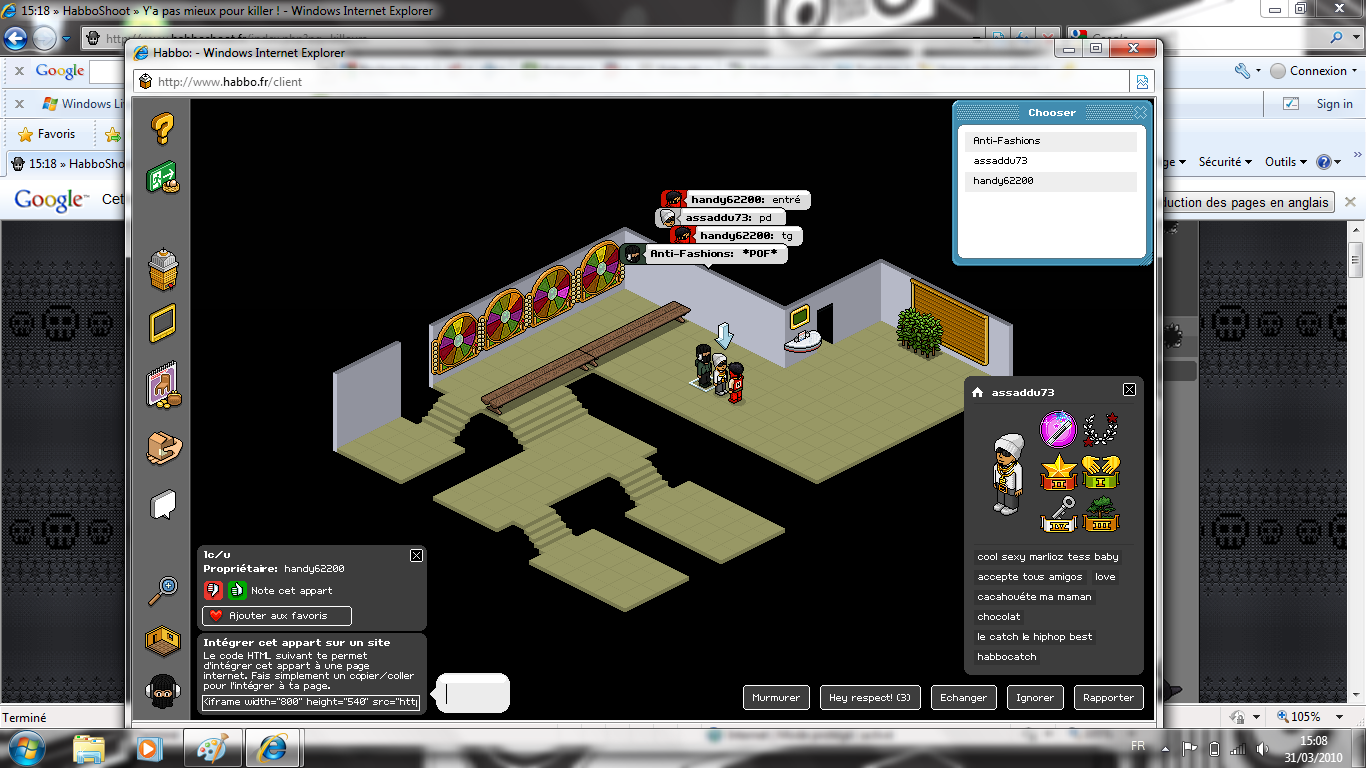 15:18 » HabboShoot » Y'a pas mieux pour killer ! - Windows Internet Explorer
Habbo: - Windows Internet Explorer
http://www.habbo.fr/client
Google
Connexion
Windows Li
Sign in
Favoris
15:18 » HabboShoo
ge
Sécurité
Outils
Google™
Cet
duction des pages en anglais
Chooser
Anti-Fashions
assaddu73
handy62200
handy62200: entré
assaddu73: pd
handy62200: tg
Anti-Fashions: *POF*
assaddu73
cool sexy marlioz tess baby
accepte tous amigos
love
cacahouéte ma maman
chocolat
le catch le hiphop best
habbocatch
1c/u
Propriétaire: handy62200
Note cet appart
Ajouter aux favoris
Intégrer cet appart sur un site
Le code HTML suivant te permet
d'intégrer cet appart à une page
internet. Fais simplement un copier/coller
pour l'intégrer à ta page.
<iframe width="800" height="540" src="http
Murmurer
Hey respect! (3)
Echanger
Ignorer
Rapporter
Terminé
105%
FR
15:08
31/03/2010